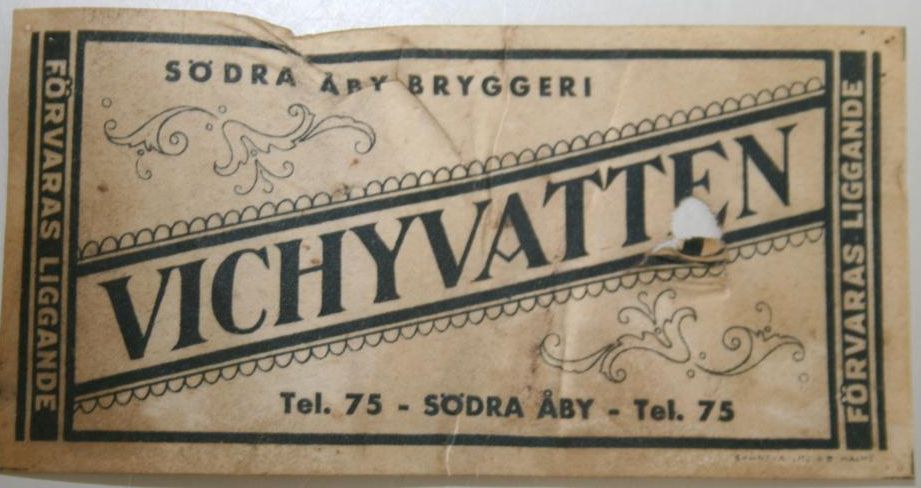 SÖDRA ÅBY BRYGGERI
FÖRVARAS LIGGANDE
VICHYVATTEN
FÖRVARAS LIGGANDE
Tel. 75 - SÖDRA ÅBY - Tel. 75